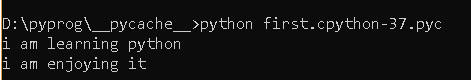 D:\pyprog\__pycache__>python first.cpython-37.pyc
i am learning python
i am enjoying it